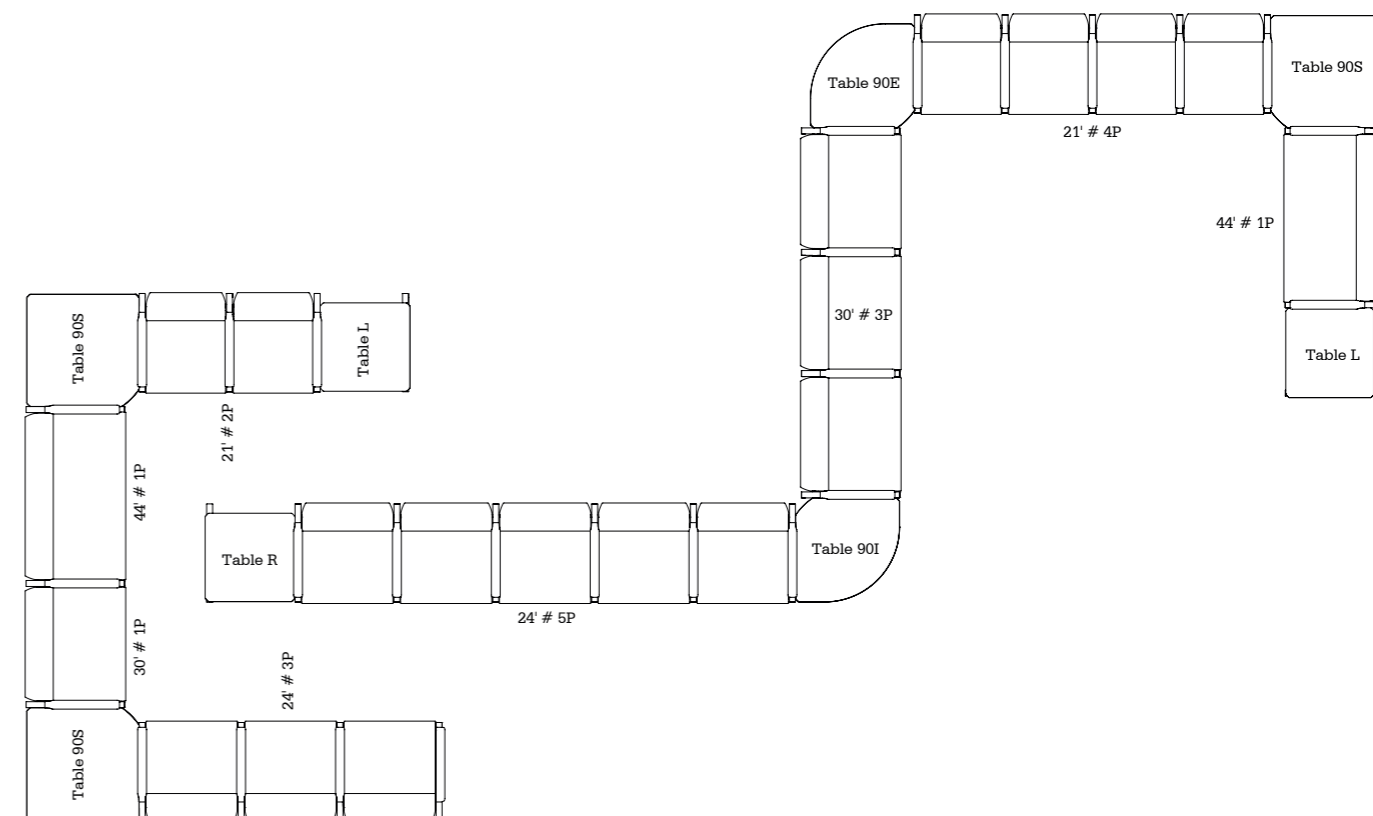 Table 90E
Table 90S
21' # 4P
44' # 1P
30' # 3P
Table L
Table 90S
Table L
21' # 2P
44' # 1P
Table R
Table 90I
24' # 5P
30' # 1P
24' # 3P
Table 90S